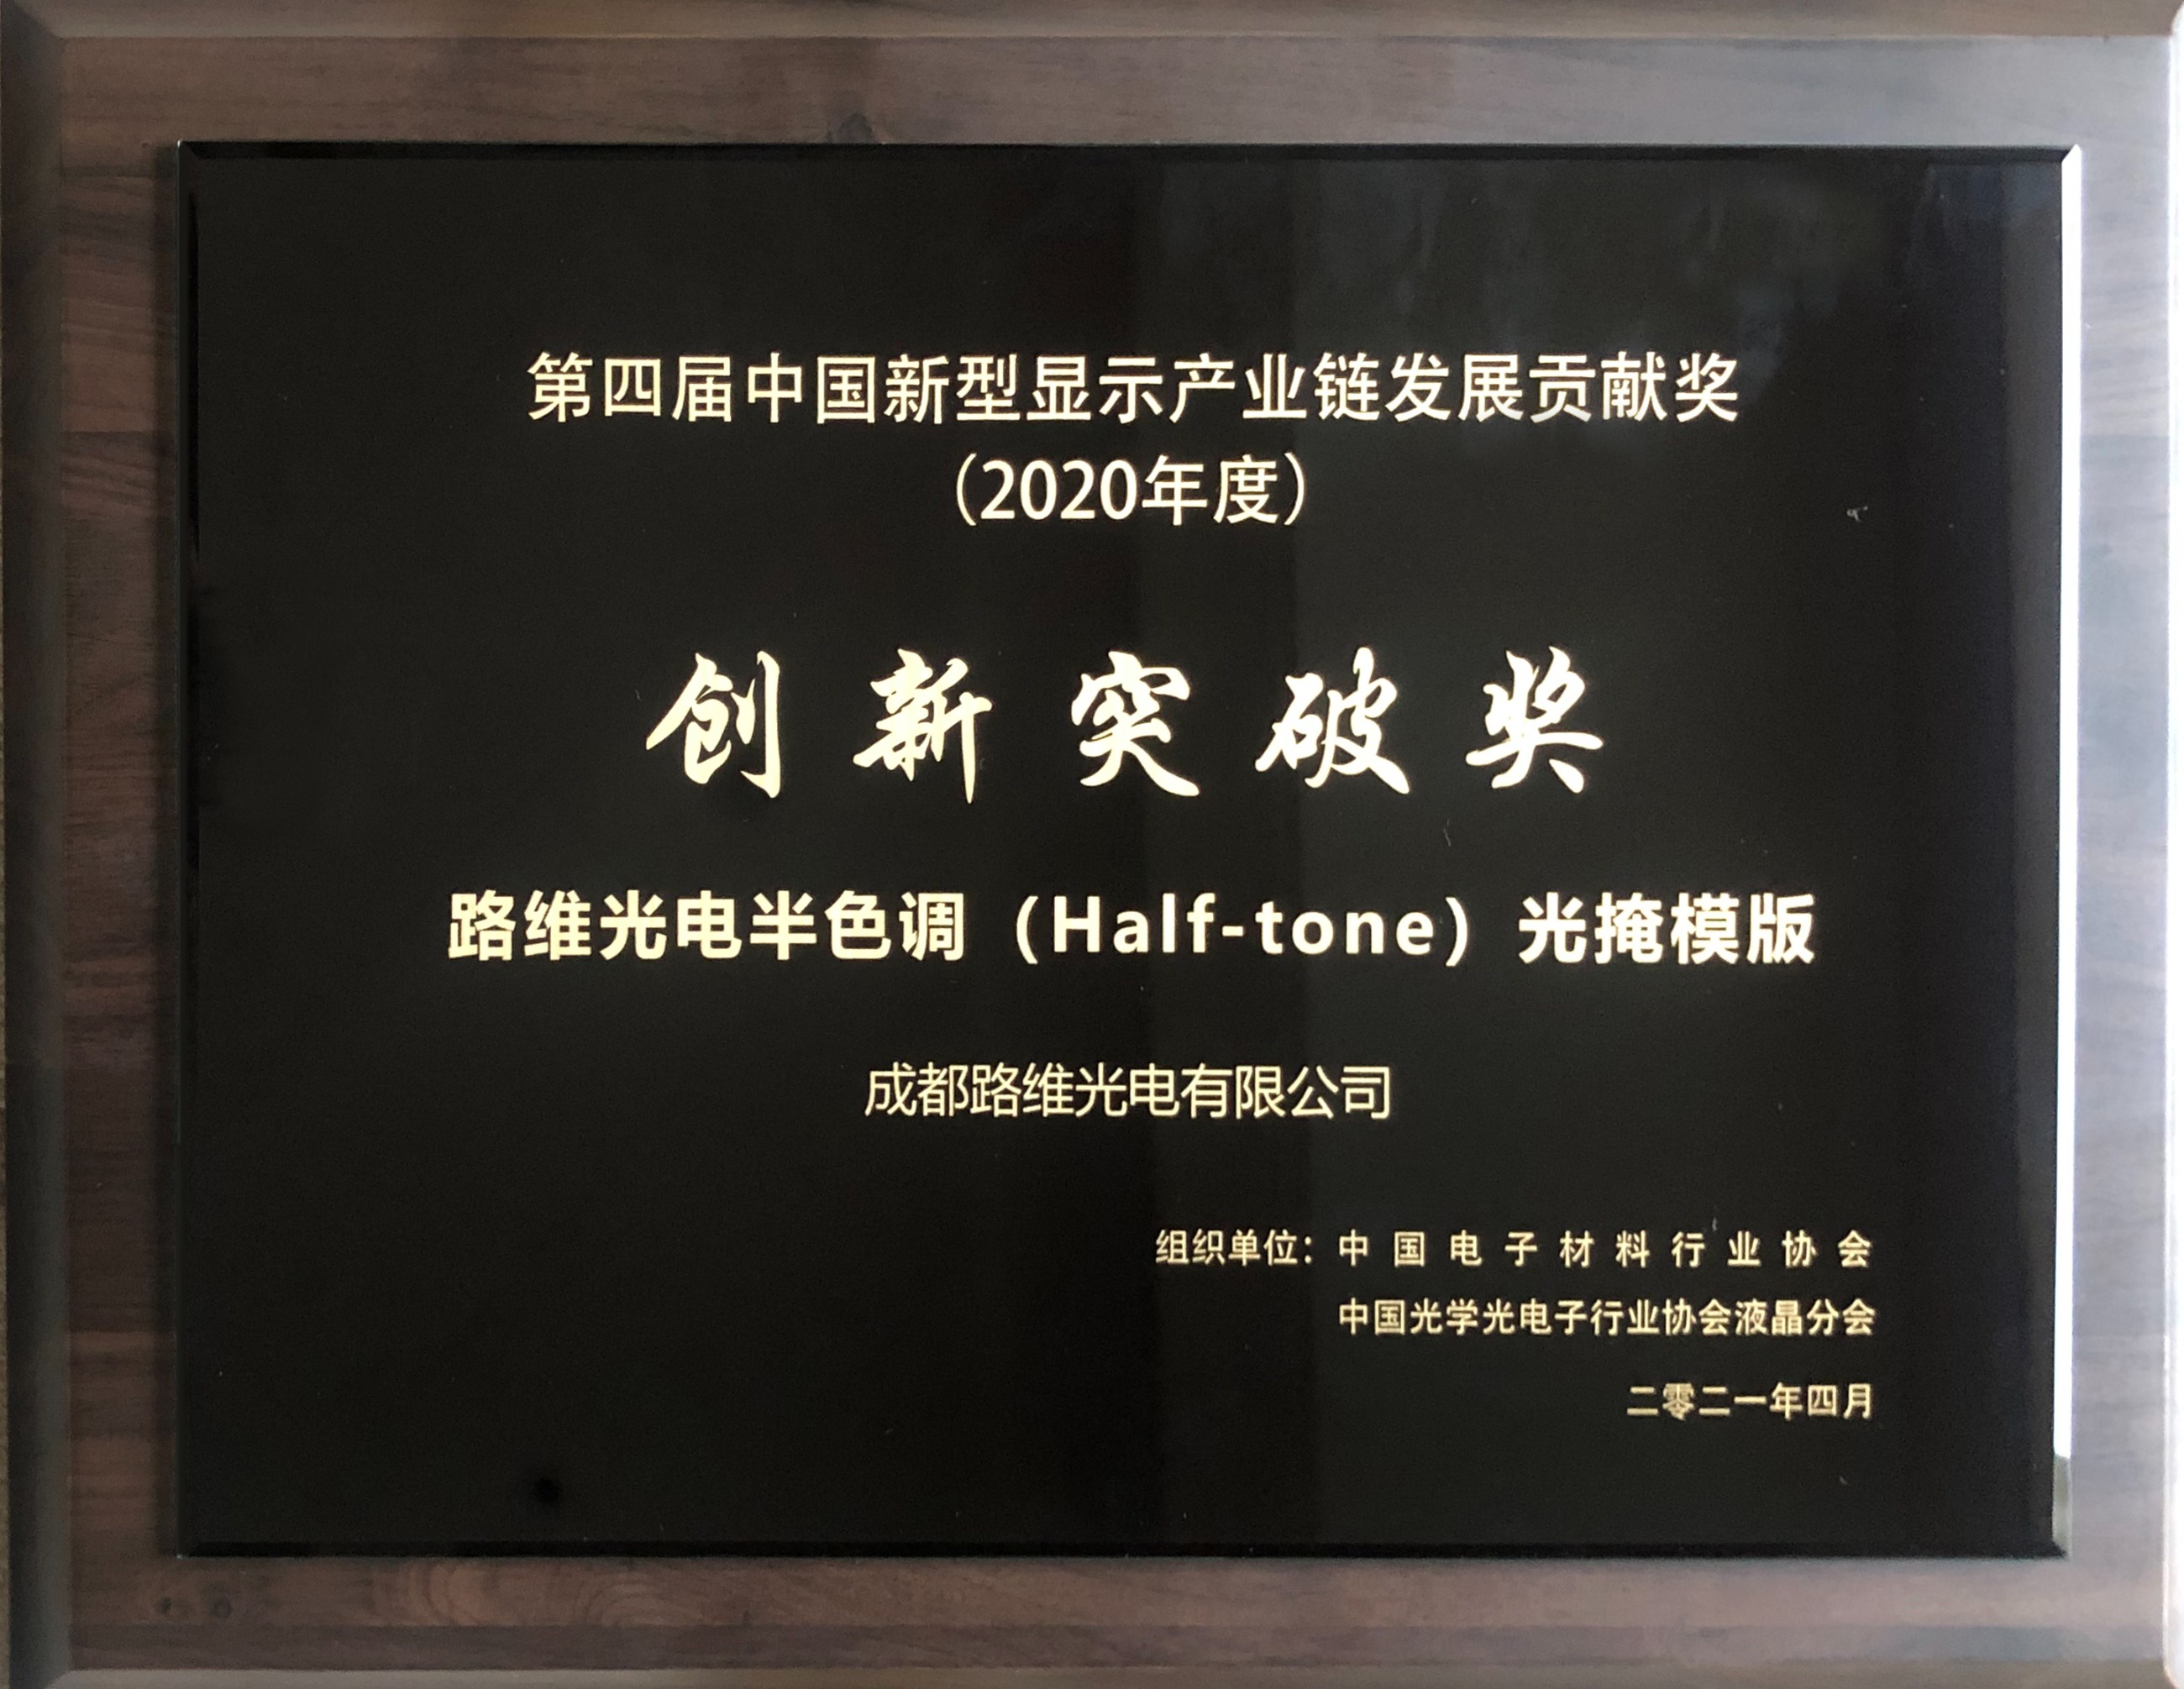 第四届中国新型显示产业链发展贡献奖
（2020年度）
创新突破奖
路维光电半色调（Half-tone）光掩模版
成都路维光电有限公司
组织单位：中国电子材料行业协会
中国光学光电子行业协会液晶分会
二零二一年四月